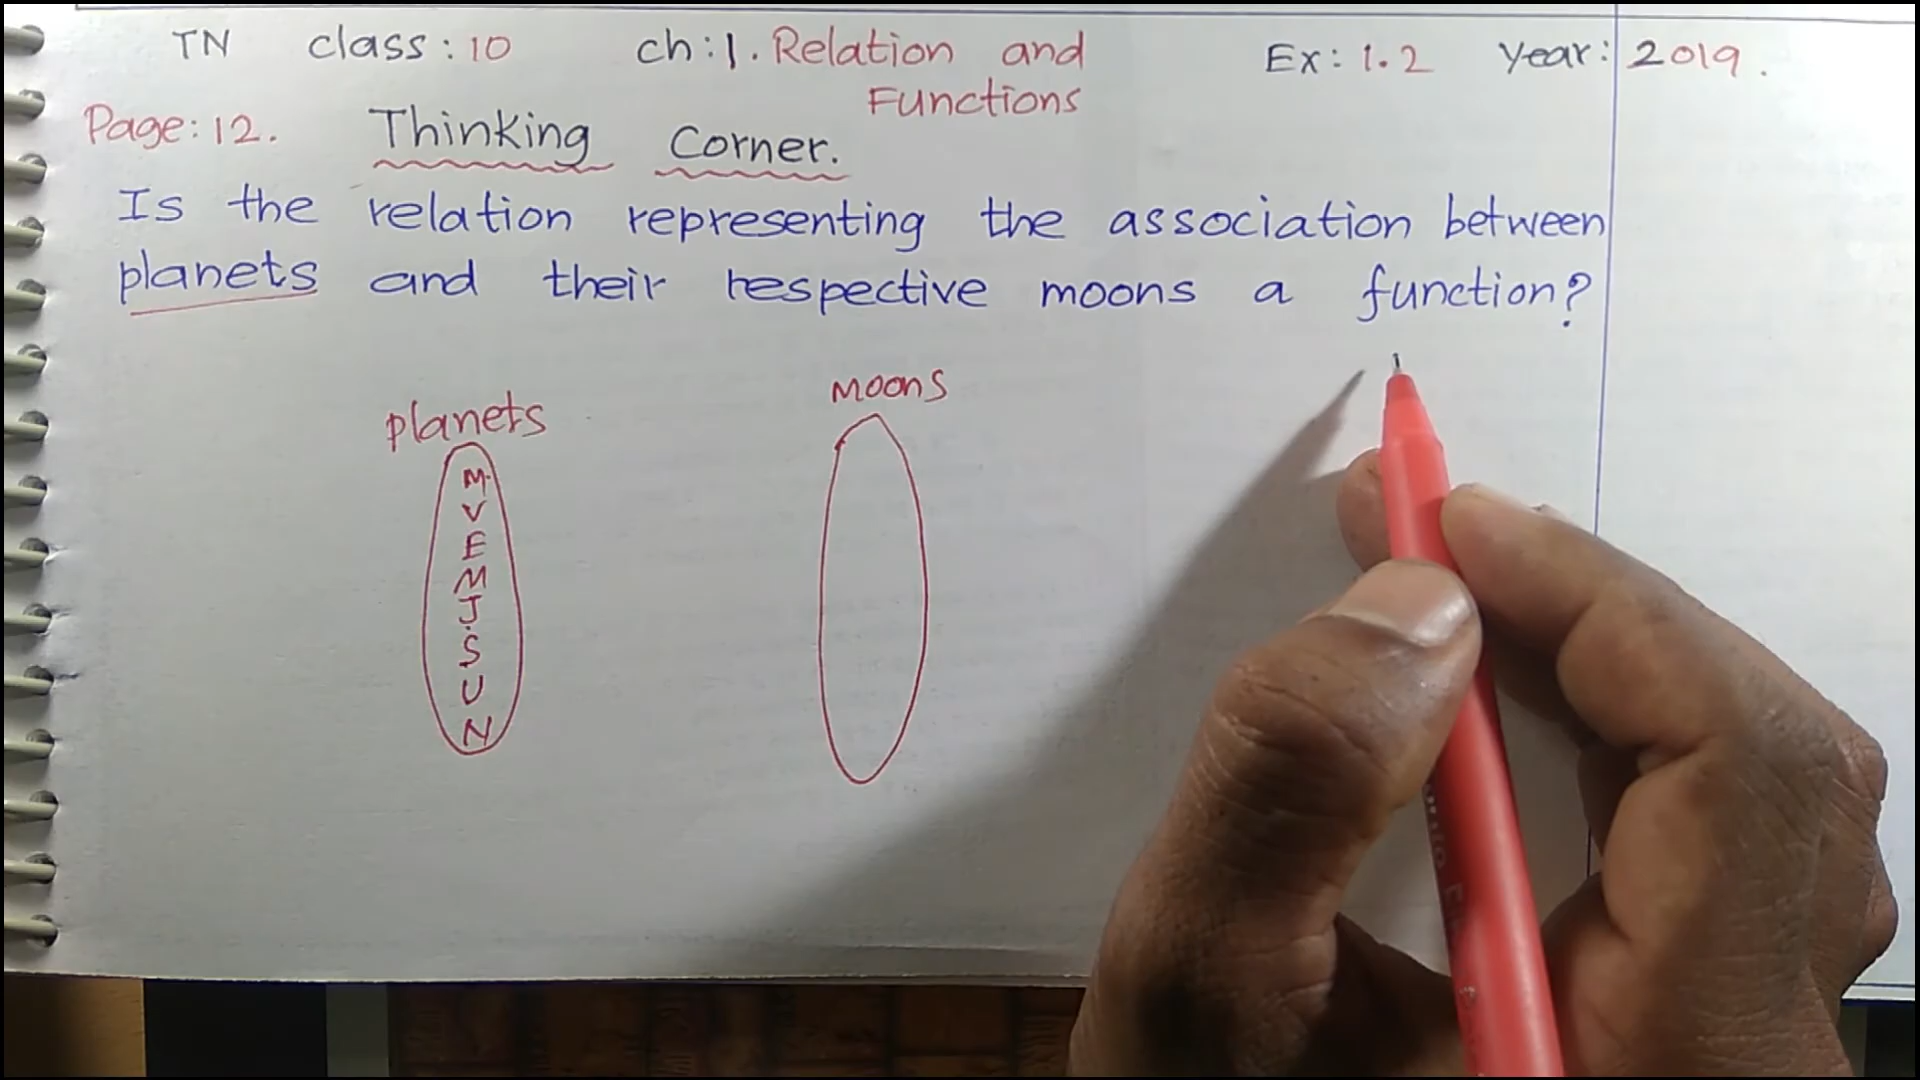 TN class: 10 ch: 1. Relation and Functions Ex: 1.2 Year: 2019.
Page: 12. Thinking Corner.
Is the relation representing the association between
planets and their respective moons a function?
planets
M
V
E
M
J
S
U
N
Moons